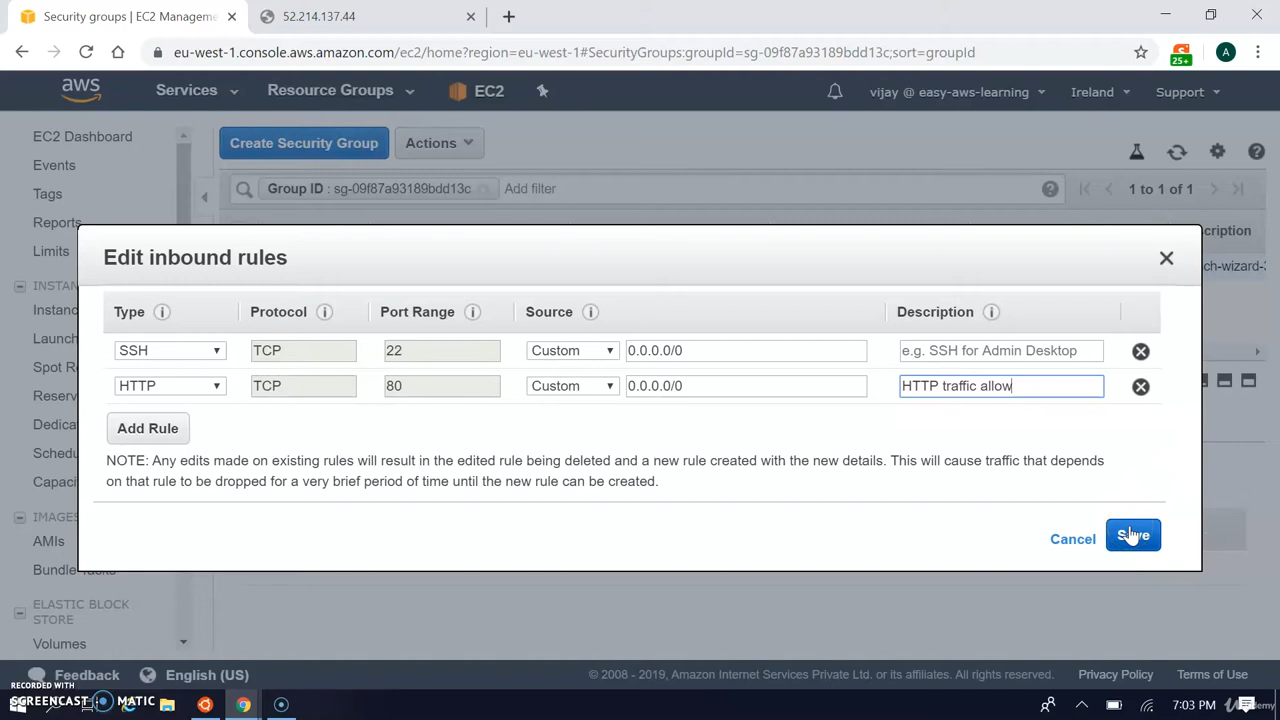 Security groups | EC2 Manageme
52.214.137.44
eu-west-1.console.aws.amazon.com/ec2/home?region=eu-west-1#SecurityGroups:groupId=sg-09f87a93189bdd13c;sort=groupId
25+
A
aws
Services
Resource Groups
EC2
vijay @ easy-aws-learning
Ireland
Support
EC2 Dashboard
Events
Tags
Reports
Limits
INSTAN
Instanc
Launch
Spot R
Reserv
Dedica
Schedu
Capaci
IMAGES
AMIs
Bundle Tasks
ELASTIC BLOCK
STORE
Volumes
Create Security Group
Actions
Group ID : sg-09f87a93189bdd13c
Add filter
1 to 1 of 1
cription
ch-wizard-3
Edit inbound rules
Type Protocol Port Range Source Description
SSH TCP 22 Custom 0.0.0.0/0 e.g. SSH for Admin Desktop
HTTP TCP 80 Custom 0.0.0.0/0 HTTP traffic allow
Add Rule
NOTE: Any edits made on existing rules will result in the edited rule being deleted and a new rule created with the new details. This will cause traffic that depends
on that rule to be dropped for a very brief period of time until the new rule can be created.
Cancel
Save
Feedback
English (US)
© 2008 - 2019, Amazon Internet Services Private Ltd. or its affiliates. All rights reserved.
Privacy Policy
Terms of Use
RECORDED WITH
SCREENCAST MATIC
7:03 PM